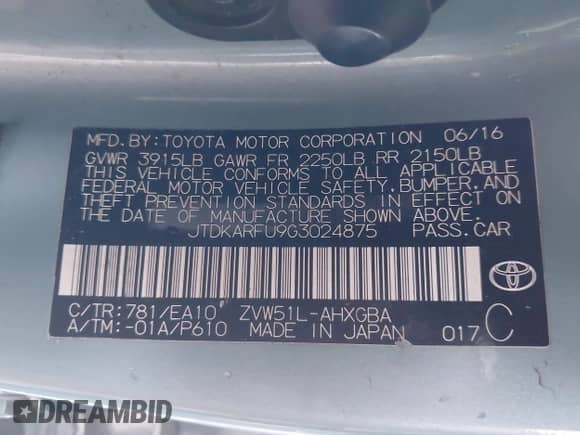 MFD.BY:TOYOTA MOTOR CORPORATION 06/16
GVWR 3915LB GAWR FR 2250LB RR 2150LB
THIS VEHICLE CONFORMS TO ALL APPLICABLE
FEDERAL MOTOR VEHICLE SAFETY, BUMPER, AND
THEFT PREVENTION STANDARDS IN EFFECT ON
THE DATE OF MANUFACTURE SHOWN ABOVE.
JTDKARFU9G3024875 PASS.CAR
C/TR:781/EA10 ZVW51L-AHXGBA
A/TM:-01A/P610 MADE IN JAPAN 017 C
TOYOTA
DREAMBID